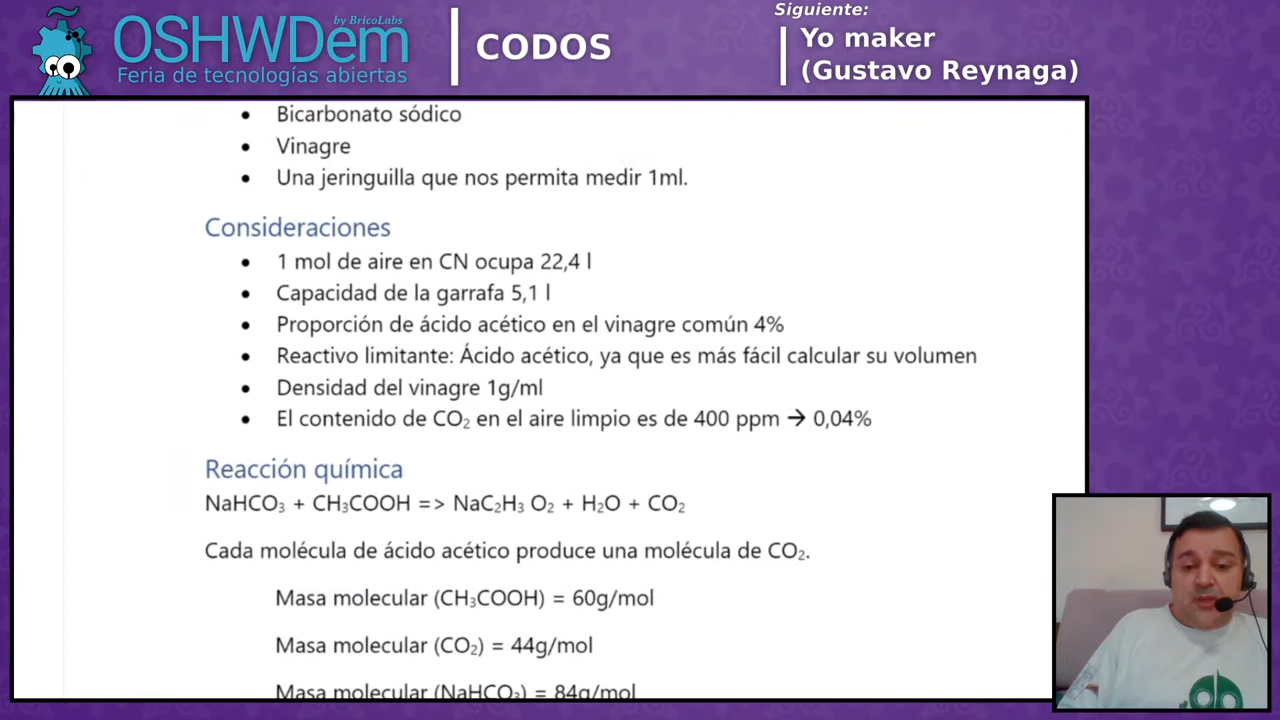 OSHWDem
by BricoLabs
Feria de tecnologías abiertas
CODOS
Siguiente:
Yo maker
(Gustavo Reynaga)
• Bicarbonato sódico
• Vinagre
• Una jeringuilla que nos permita medir 1ml.
Consideraciones
• 1 mol de aire en CN ocupa 22,4 l
• Capacidad de la garrafa 5,1 l
• Proporción de ácido acético en el vinagre común 4%
• Reactivo limitante: Ácido acético, ya que es más fácil calcular su volumen
• Densidad del vinagre 1g/ml
• El contenido de CO₂ en el aire limpio es de 400 ppm → 0,04%
Reacción química
NaHCO₃ + CH₃COOH => NaC₂H₃ O₂ + H₂O + CO₂
Cada molécula de ácido acético produce una molécula de CO₂.
Masa molecular (CH₃COOH) = 60g/mol
Masa molecular (CO₂) = 44g/mol
Masa molecular (NaHCO₃) = 84g/mol